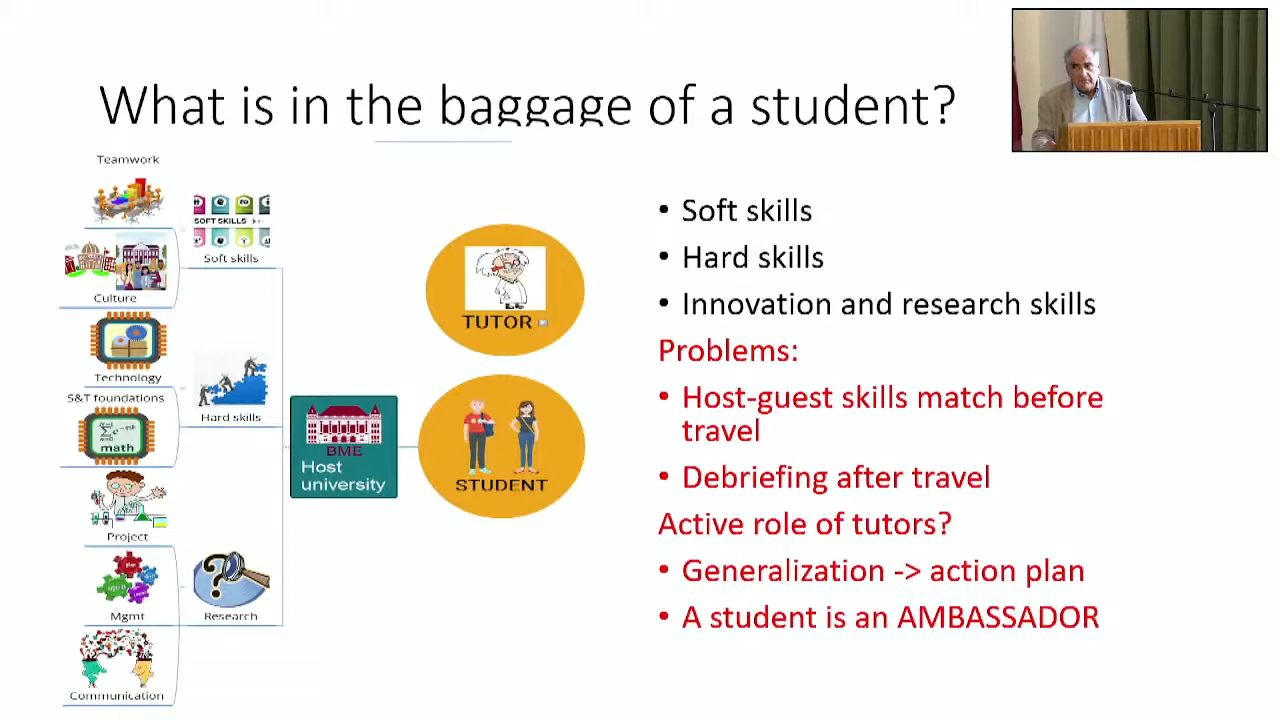 What is in the baggage of a student?
Teamwork
SOFT SKILLS
Soft skills
Culture
Technology
S&T foundations
math
Hard skills
Project
Mgmt
Research
Communication
BME
Host
university
TUTOR
STUDENT
• Soft skills
• Hard skills
• Innovation and research skills
Problems:
• Host-guest skills match before
travel
• Debriefing after travel
Active role of tutors?
• Generalization -> action plan
• A student is an AMBASSADOR